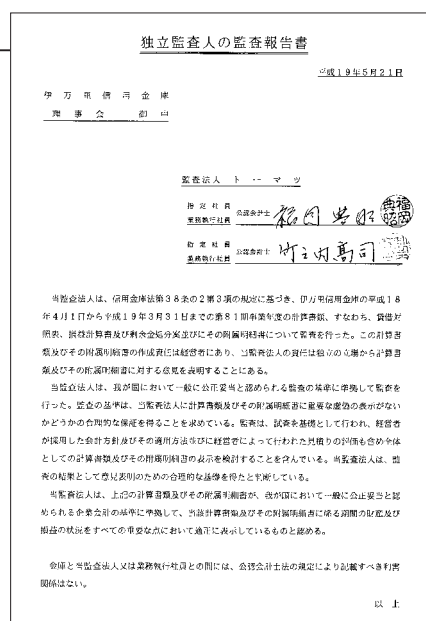 独立監査人の監査報告書
平成19年5月21日
伊万里信用金庫
理事会 御中
監査法人 トーマツ
指定社員
業務執行社員 公認会計士 福岡典昭
指定社員
業務執行社員 公認会計士 竹之内髙司
当監査法人は、信用金庫法第38条の2第3項の規定に基づき、伊万里信用金庫の平成18
年4月1日から平成19年3月31日までの第81期事業年度の計算書類、すなわち、貸借対
照表、損益計算書及び剰余金処分案並びにその附属明細書について監査を行った。この計算書
類及びその附属明細書の作成責任は経営者にあり、当監査法人の責任は独立の立場から計算書
類及びその附属明細書に対する意見を表明することにある。
当監査法人は、我が国において一般に公正妥当と認められる監査の基準に準拠して監査を
行った。監査の基準は、当監査法人に計算書類及びその附属明細書に重要な虚偽の表示がない
かどうかの合理的な保証を得ることを求めている。監査は、試査を基礎として行われ、経営者
が採用した会計方針及びその適用方法並びに経営者によって行われた見積りの評価も含め全体
としての計算書類及びその附属明細書の表示を検討することを含んでいる。当監査法人は、監
査の結果として意見表明のための合理的な基礎を得たと判断している。
当監査法人は、上記の計算書類及びその附属明細書が、我が国において一般に公正妥当と認
められる企業会計の基準に準拠して、当該計算書類及びその附属明細書に係る期間の財産及び
損益の状況をすべての重要な点において適正に表示しているものと認める。
金庫と当監査法人又は業務執行社員との間には、公認会計士法の規定により記載すべき利害
関係はない。
以 上